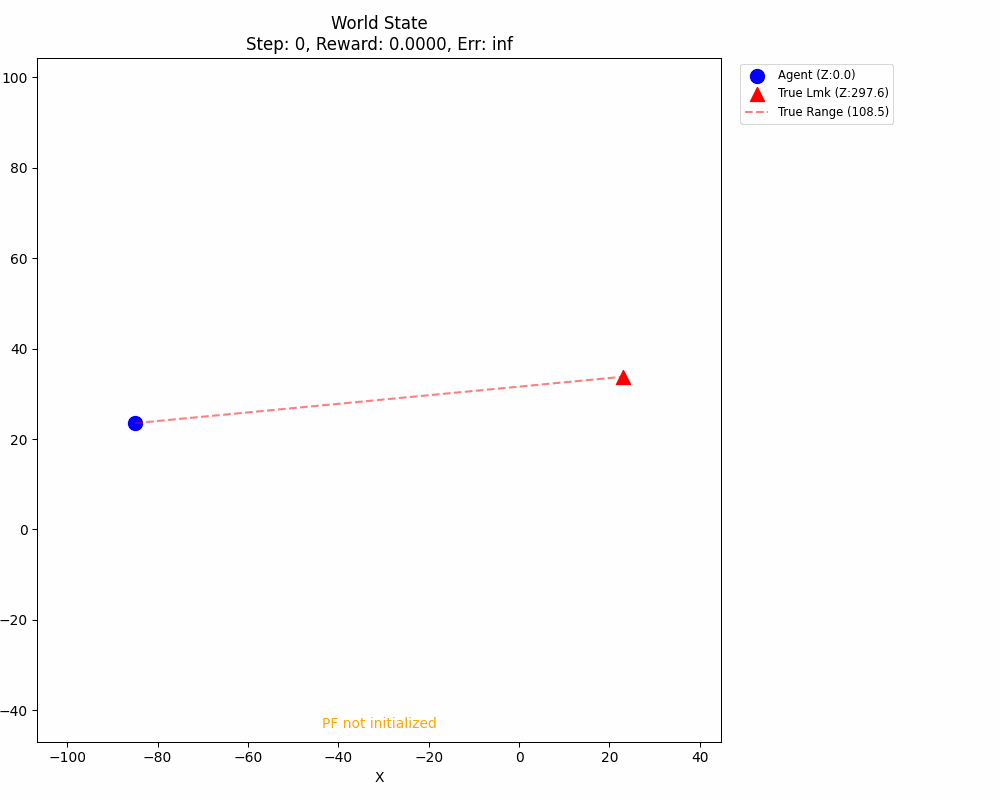 World State
Step: 0, Reward: 0.0000, Err: inf
Agent (Z:0.0)
True Lmk (Z:297.6)
True Range (108.5)
100
80
60
40
20
0
−20
−40
PF not initialized
−100 −80 −60 −40 −20 0 20 40
X